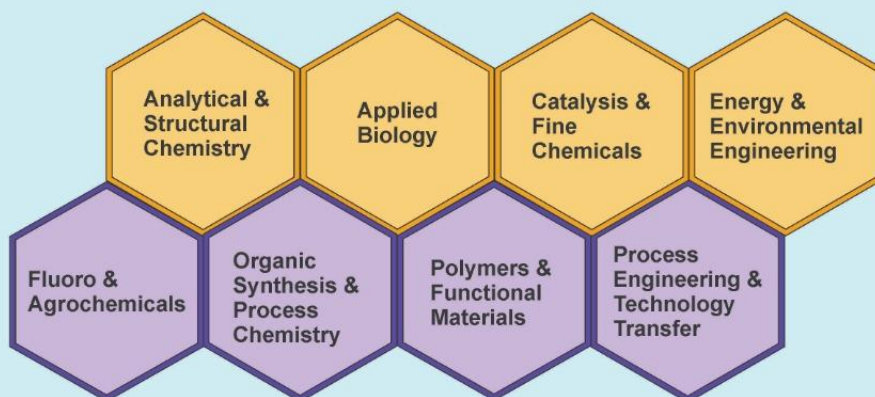 Analytical &
Structural
Chemistry
Applied
Biology
Catalysis &
Fine
Chemicals
Energy &
Environmental
Engineering
Fluoro &
Agrochemicals
Organic
Synthesis &
Process
Chemistry
Polymers &
Functional
Materials
Process
Engineering &
Technology
Transfer